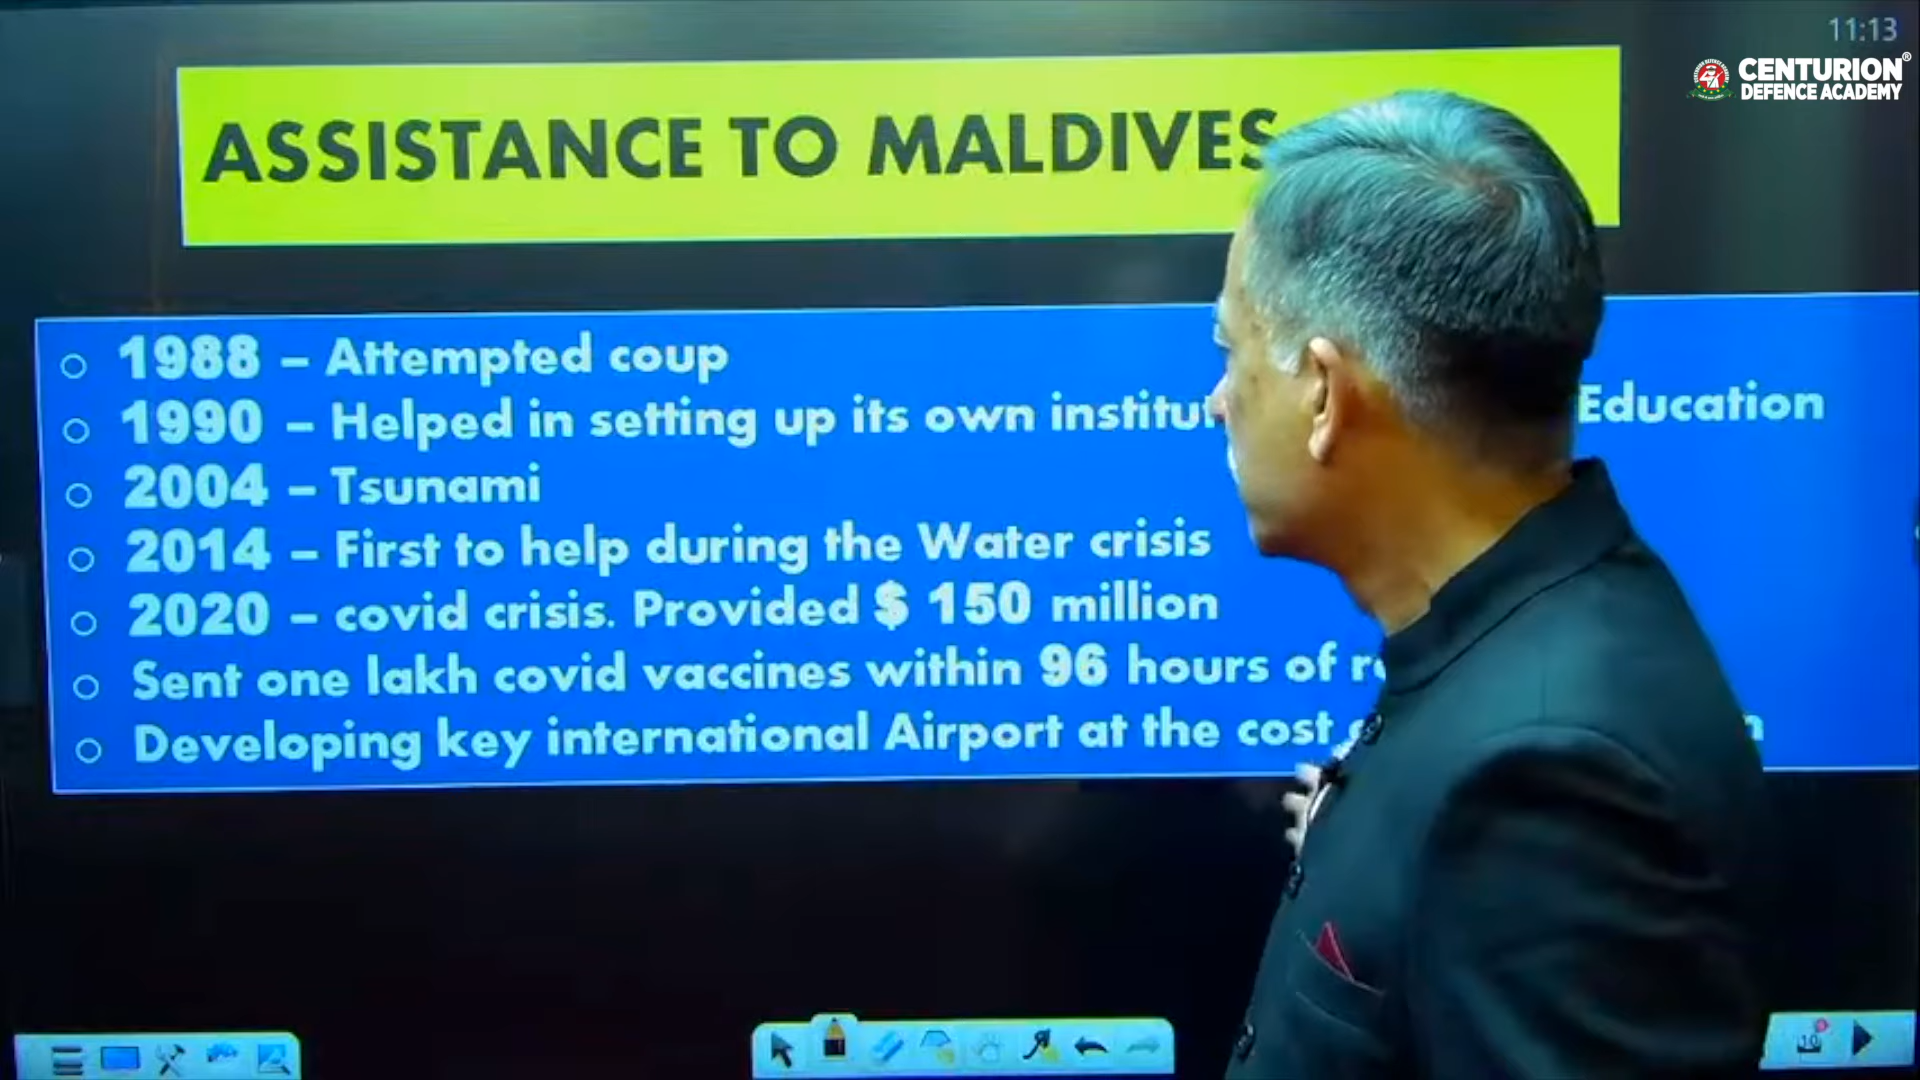 11:13
CENTURION®
DEFENCE ACADEMY
ASSISTANCE TO MALDIVES
1988 – Attempted coup
1990 – Helped in setting up its own Education
2004 – Tsunami
2014 – First to help during the Water crisis
2020 – covid crisis. Provided $ 150 million
Sent one lakh covid vaccines within 96 hours of
Developing key international Airport at the cost
10